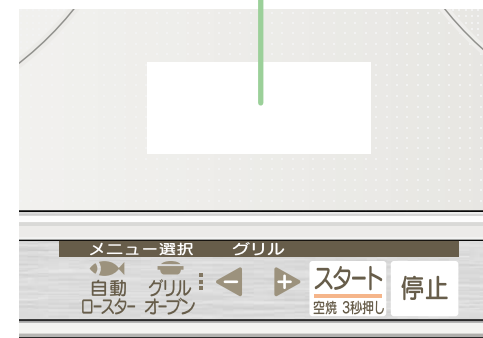 メニュー選択 グリル
自動 グリル
ロースター オーブン
スタート
空焼 3秒押し
停止